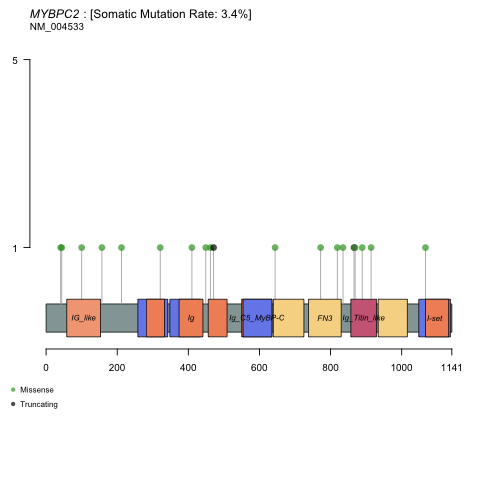 MYBPC2 : [Somatic Mutation Rate: 3.4%]
NM_004533
5
1
IG_like Ig Ig_C5_MyBP-C FN3 Ig_Titin_like I-set
0 200 400 600 800 1000 1141
Missense
Truncating